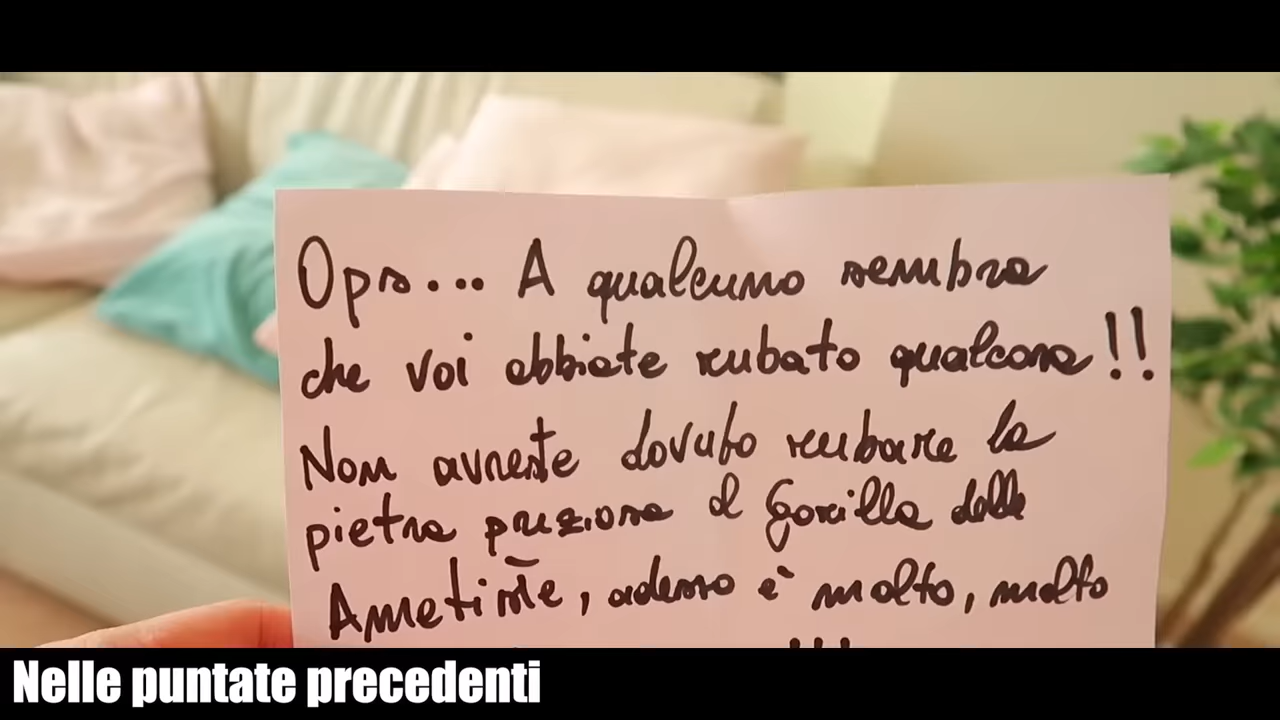 Ops... A qualcuno sembra
che voi abbiate rubato qualcosa!!
Non avreste dovuto rubare la
pietra preziosa al Gorilla delle
Ametiste, adesso è molto, molto
!!!
Nelle puntate precedenti